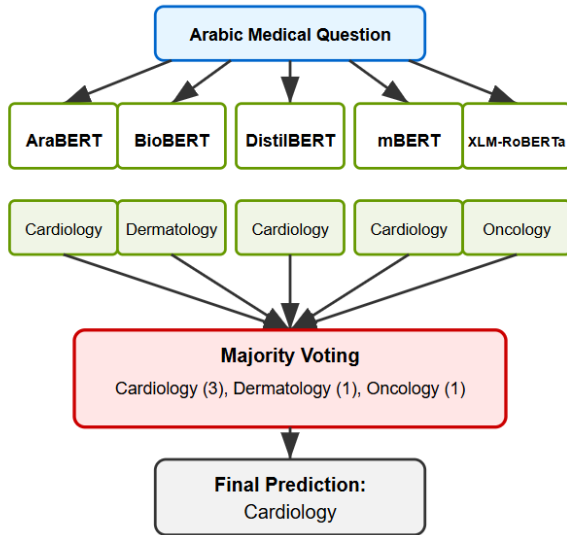 Arabic Medical Question
AraBERT BioBERT DistilBERT mBERT XLM-RoBERTa
Cardiology Dermatology Cardiology Cardiology Oncology
Majority Voting
Cardiology (3), Dermatology (1), Oncology (1)
Final Prediction:
Cardiology